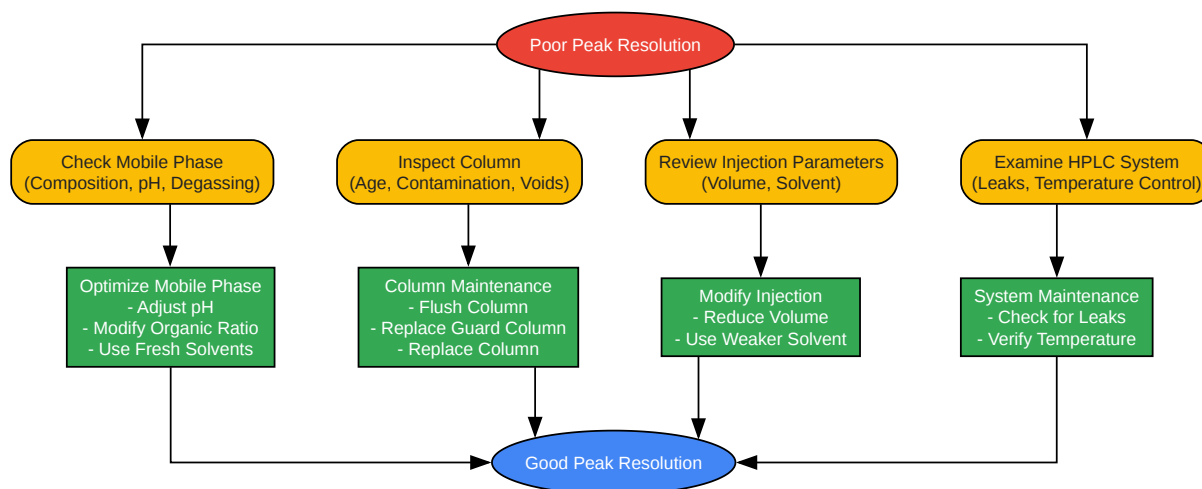 Poor Peak Resolution
Check Mobile Phase
(Composition, pH, Degassing)
Inspect Column
(Age, Contamination, Voids)
Review Injection Parameters
(Volume, Solvent)
Examine HPLC System
(Leaks, Temperature Control)
Optimize Mobile Phase
- Adjust pH
- Modify Organic Ratio
- Use Fresh Solvents
Column Maintenance
- Flush Column
- Replace Guard Column
- Replace Column
Modify Injection
- Reduce Volume
- Use Weaker Solvent
System Maintenance
- Check for Leaks
- Verify Temperature
Good Peak Resolution